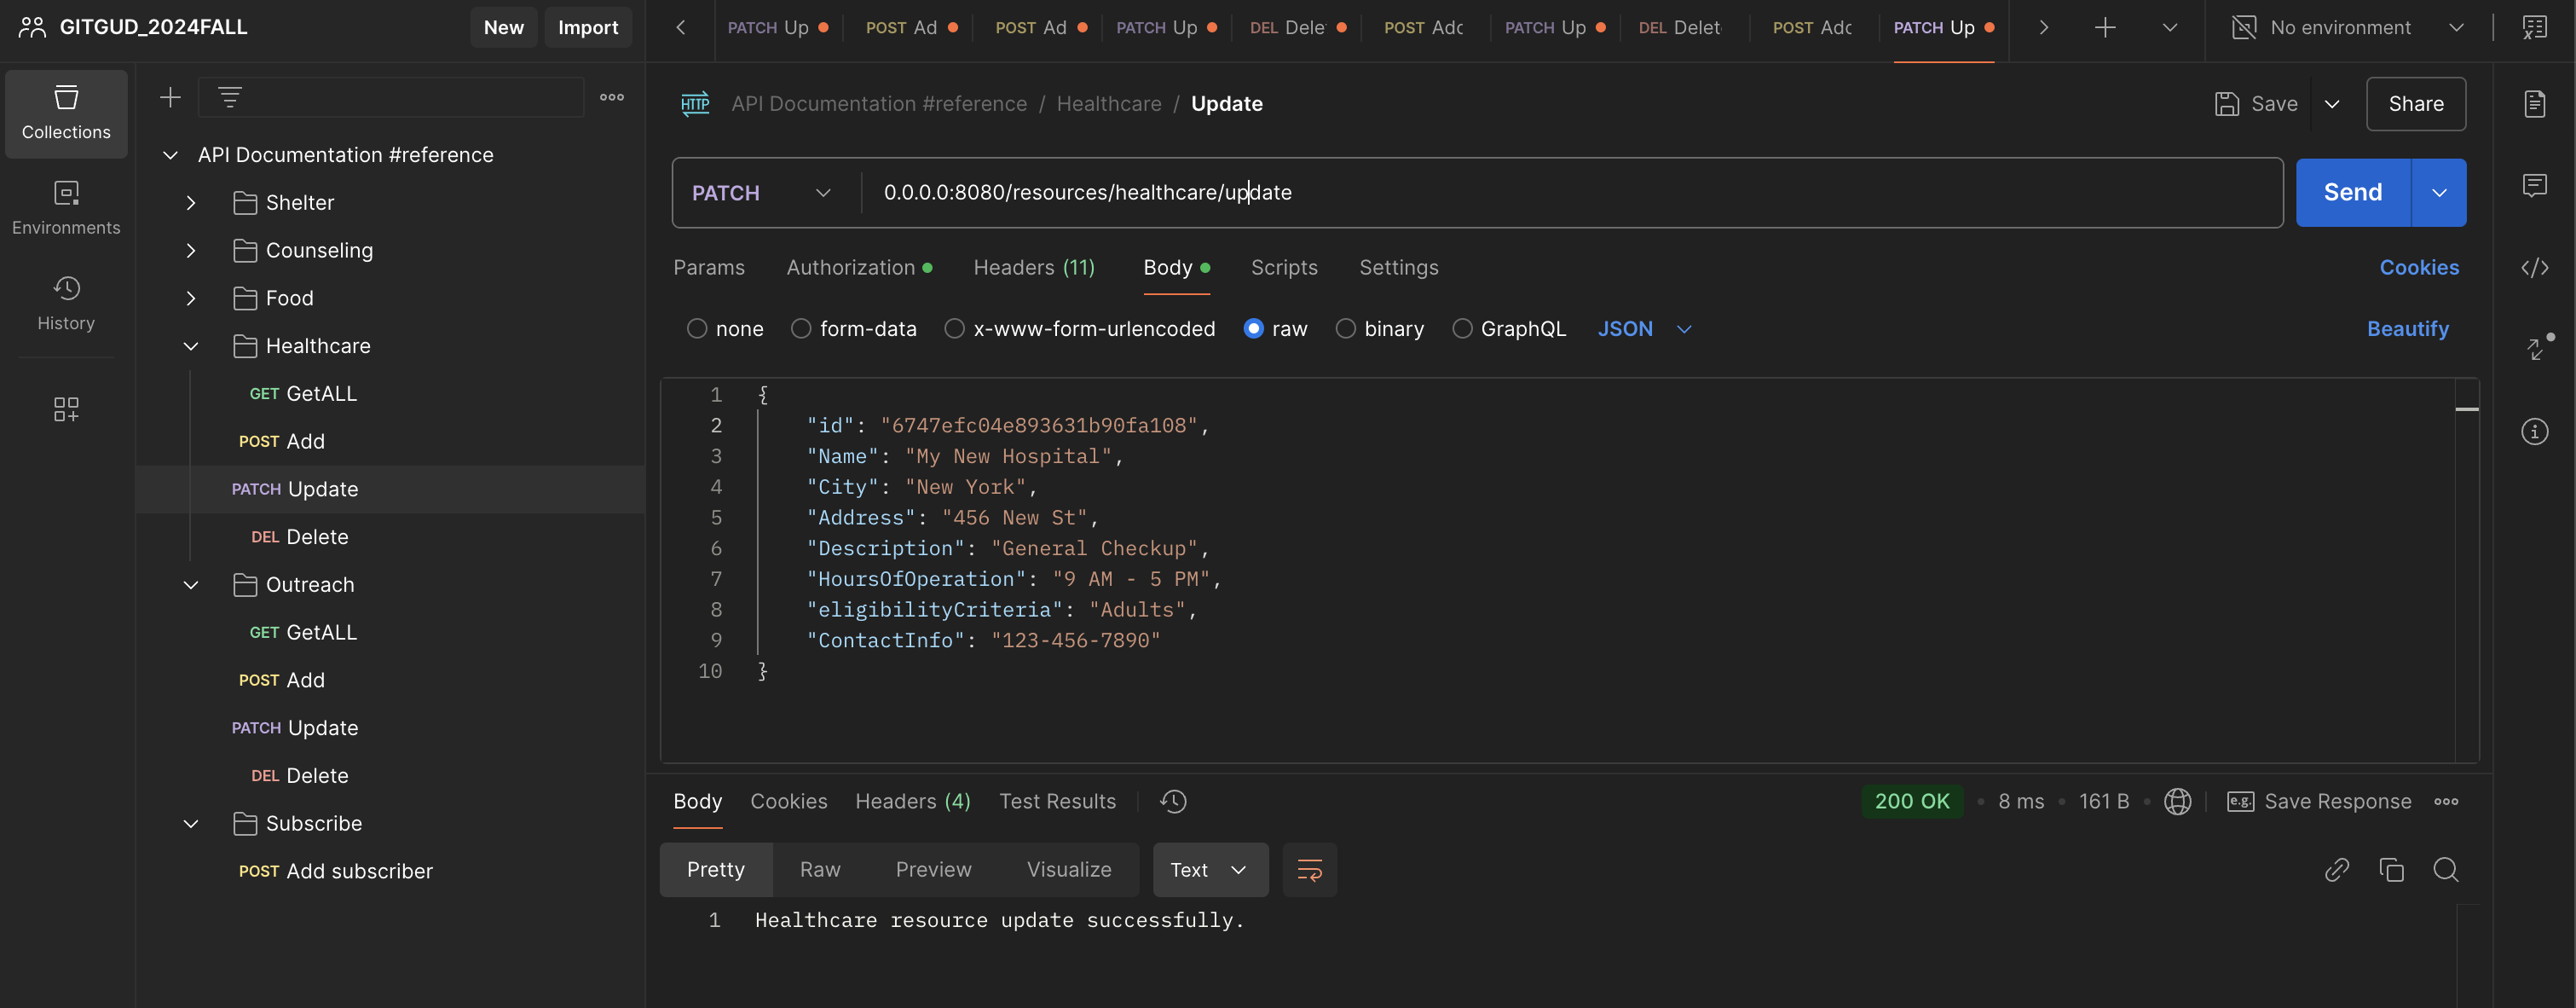 GITGUD_2024FALL
New
Import
PATCH Up
POST Ad
POST Ad
PATCH Up
DEL Dele
POST Adc
PATCH Up
DEL Delet
POST Adc
PATCH Up
No environment
Collections
Environments
History
API Documentation #reference
Shelter
Counseling
Food
Healthcare
GET GetALL
POST Add
PATCH Update
DEL Delete
Outreach
GET GetALL
POST Add
PATCH Update
DEL Delete
Subscribe
POST Add subscriber
HTTP API Documentation #reference / Healthcare / Update
Save
Share
PATCH
0.0.0.0:8080/resources/healthcare/update
Send
Params Authorization Headers (11) Body Scripts Settings
Cookies
none form-data x-www-form-urlencoded raw binary GraphQL JSON
Beautify
1 {
2 "id": "6747efc04e893631b90fa108",
3 "Name": "My New Hospital",
4 "City": "New York",
5 "Address": "456 New St",
6 "Description": "General Checkup",
7 "HoursOfOperation": "9 AM - 5 PM",
8 "eligibilityCriteria": "Adults",
9 "ContactInfo": "123-456-7890"
10 }
Body Cookies Headers (4) Test Results
200 OK • 8 ms • 161 B • e.g. Save Response
Pretty Raw Preview Visualize Text
1 Healthcare resource update successfully.